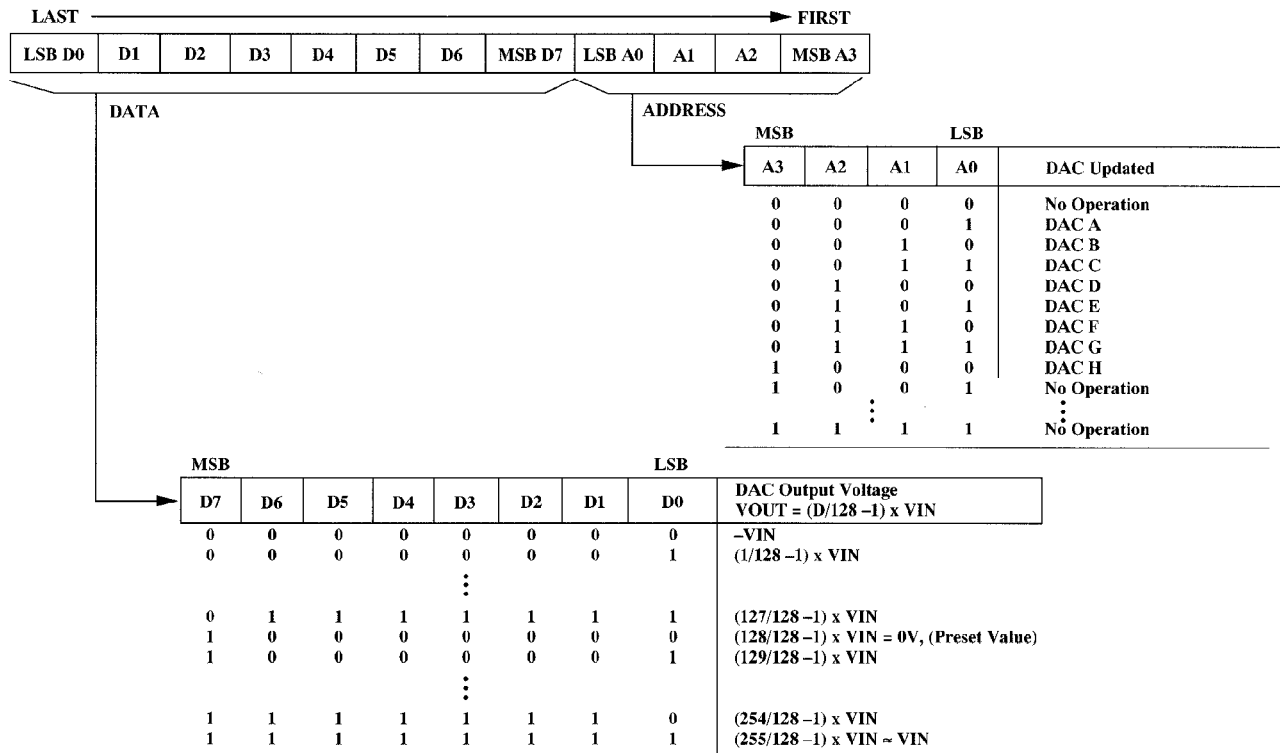 LAST FIRST
LSB D0 D1 D2 D3 D4 D5 D6 MSB D7 LSB A0 A1 A2 MSB A3
DATA ADDRESS
MSB LSB
A3 A2 A1 A0 DAC Updated
0 0 0 0 No Operation
0 0 0 1 DAC A
0 0 1 0 DAC B
0 0 1 1 DAC C
0 1 0 0 DAC D
0 1 0 1 DAC E
0 1 1 0 DAC F
0 1 1 1 DAC G
1 0 0 0 DAC H
1 0 0 1 No Operation
1 1 1 1 No Operation
MSB LSB
D7 D6 D5 D4 D3 D2 D1 D0 DAC Output Voltage
VOUT = (D/128 –1) x VIN
0 0 0 0 0 0 0 0 –VIN
0 0 0 0 0 0 0 1 (1/128 –1) x VIN
0 1 1 1 1 1 1 1 (127/128 –1) x VIN
1 0 0 0 0 0 0 0 (128/128 –1) x VIN = 0V, (Preset Value)
1 0 0 0 0 0 0 1 (129/128 –1) x VIN
1 1 1 1 1 1 1 0 (254/128 –1) x VIN
1 1 1 1 1 1 1 1 (255/128 –1) x VIN ≈ VIN